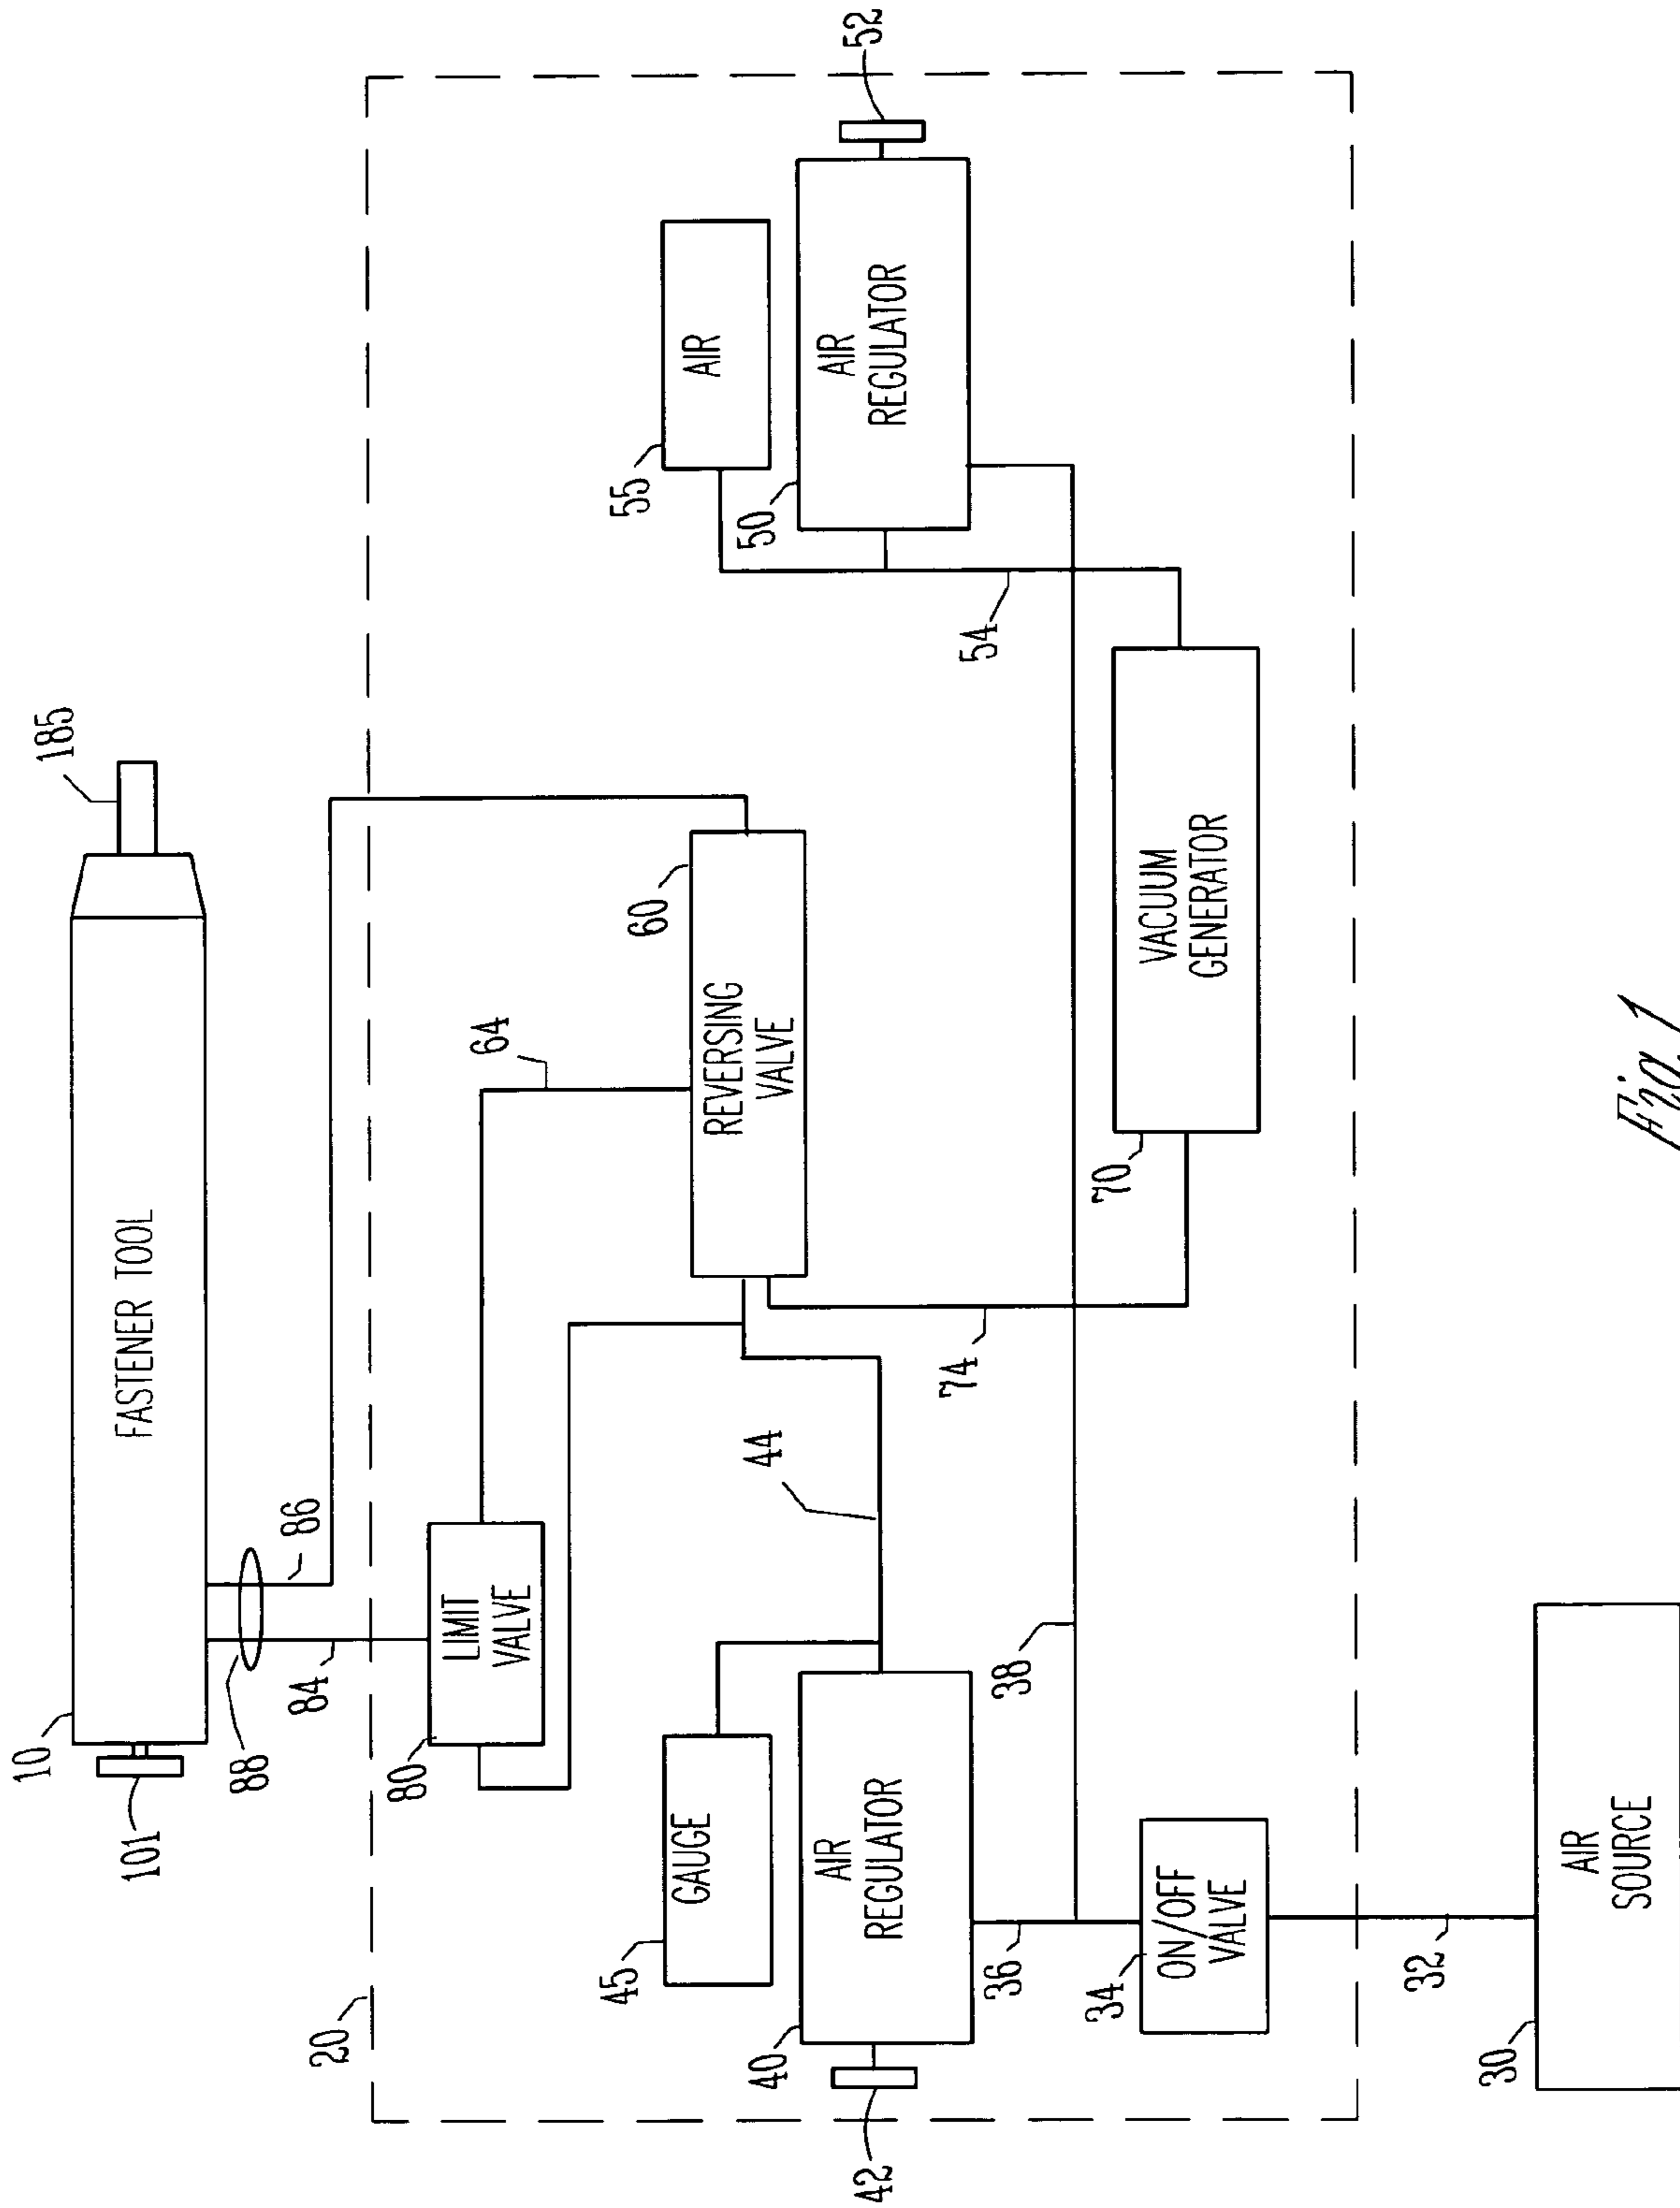 185
10
FASTENER TOOL
101
88
84
86
20
52
80
LIMIT
VALVE
64
60
REVERSING
VALVE
55
AIR
50
AIR
REGULATOR
45
GAUGE
44
40
AIR
REGULATOR
42
74
54
36
38
34
ON/OFF
VALVE
70
VACUUM
GENERATOR
32
30
AIR
SOURCE
Fig. 1